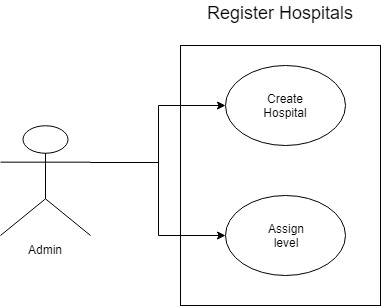 Register Hospitals
Create
Hospital
Assign
level
Admin